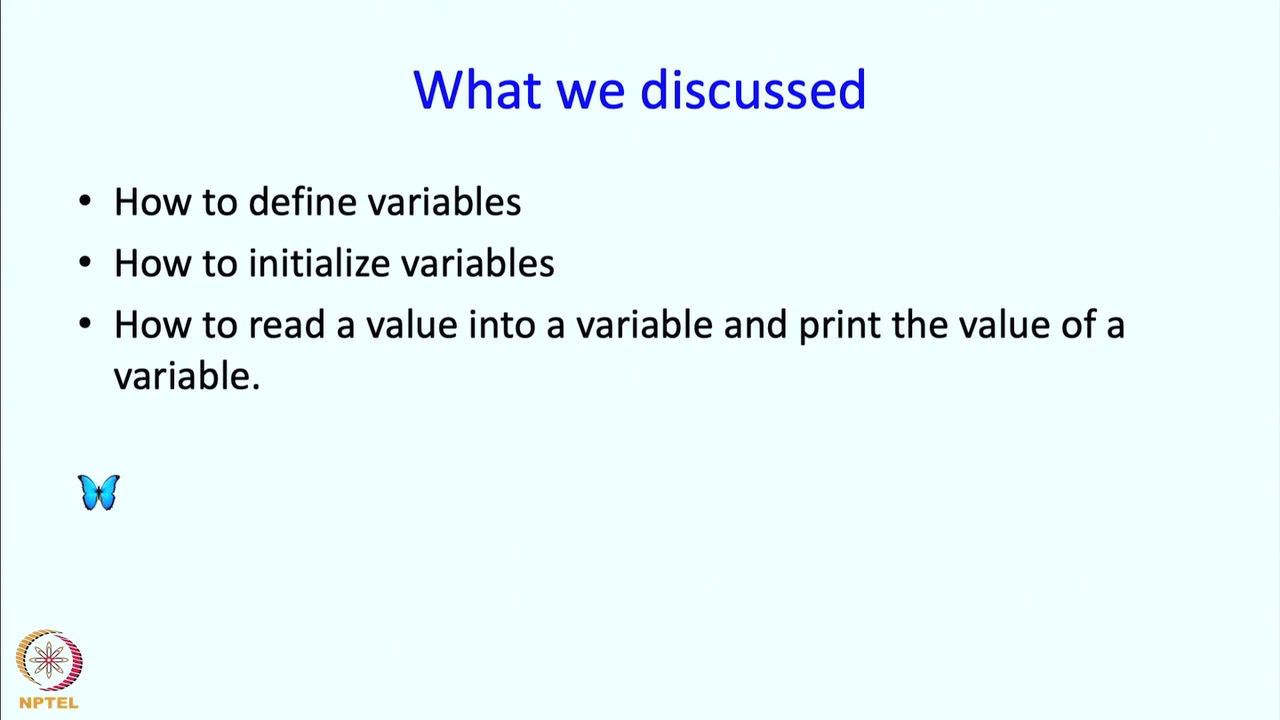 What we discussed
• How to define variables
• How to initialize variables
• How to read a value into a variable and print the value of a
variable.
NPTEL